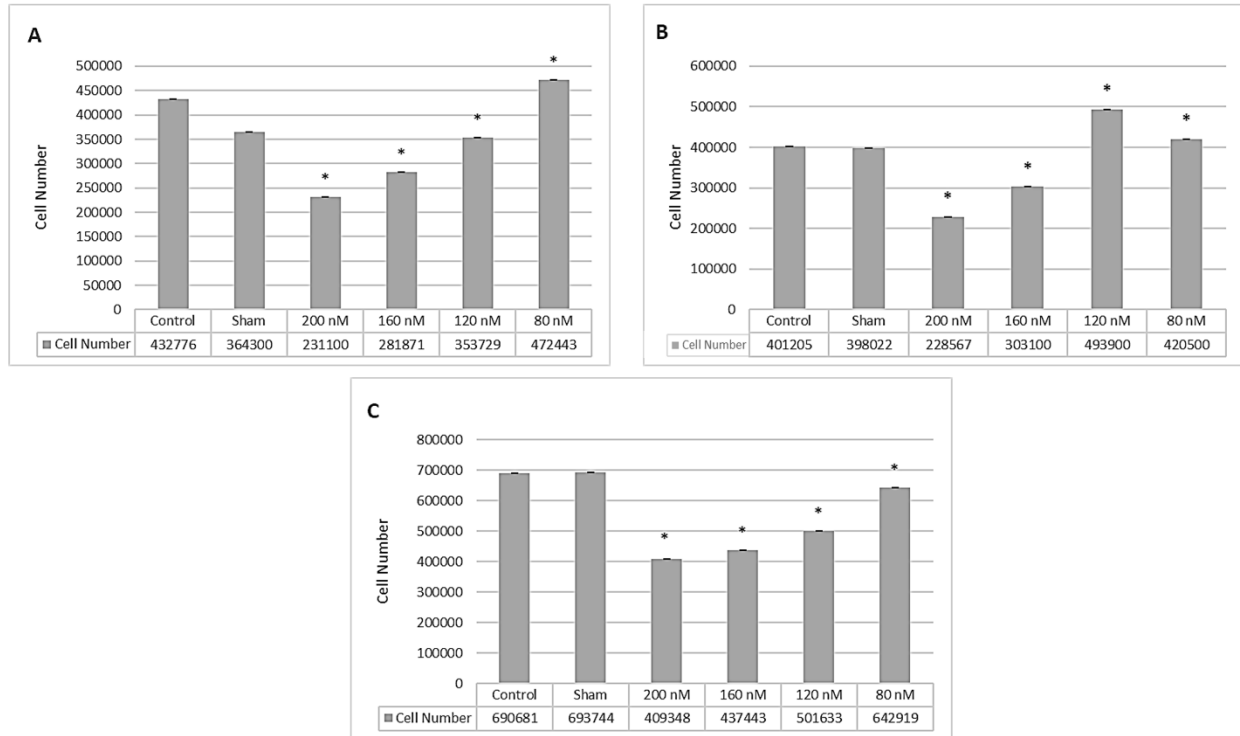 A
500000
450000
400000
350000
300000
250000
200000
150000
100000
50000
0
Cell Number
* * * *
Control Sham 200 nM 160 nM 120 nM 80 nM
Cell Number 432776 364300 231100 281871 353729 472443
B
600000
500000
400000
300000
200000
100000
0
Cell Number
* * * *
Control Sham 200 nM 160 nM 120 nM 80 nM
Cell Number 401205 398022 228567 303100 493900 420500
C
800000
700000
600000
500000
400000
300000
200000
100000
0
Cell Number
* * * *
Control Sham 200 nM 160 nM 120 nM 80 nM
Cell Number 690681 693744 409348 437443 501633 642919